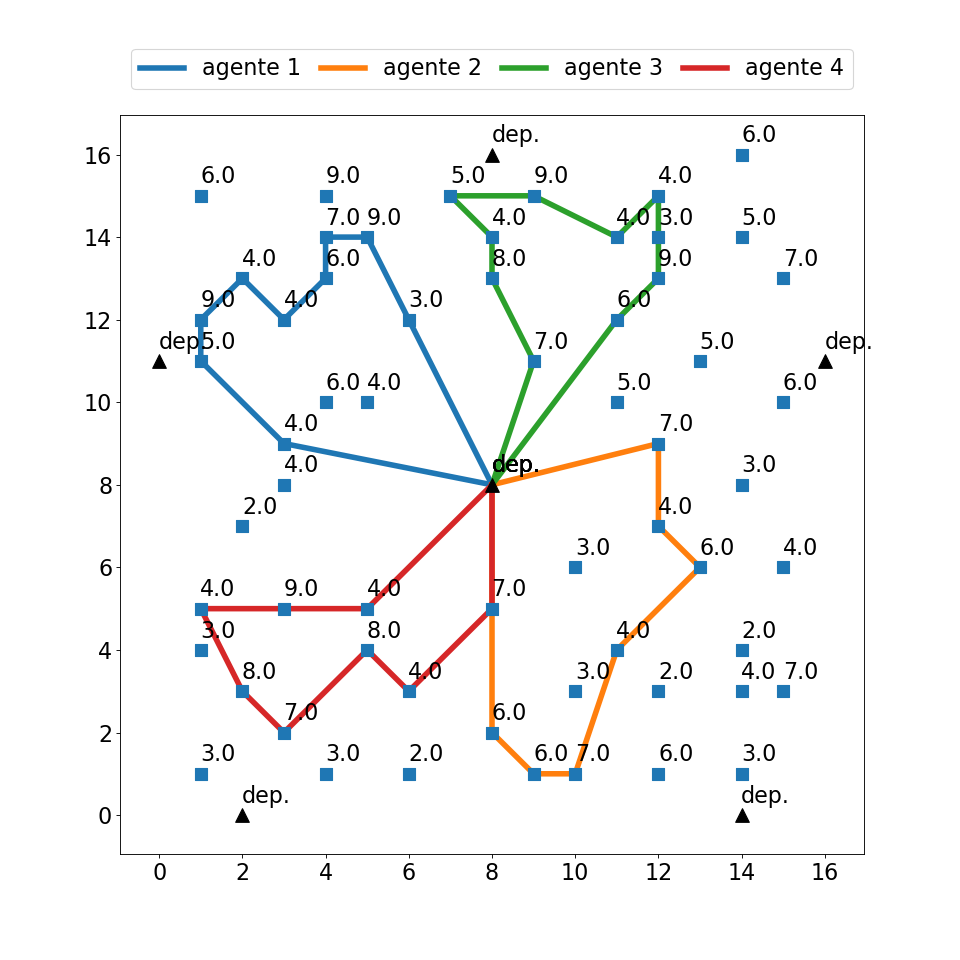 agente 1 agente 2 agente 3 agente 4
dep. 6.0
16
6.0 9.0 5.0 9.0 4.0
7.0 9.0 4.0 4.0 3.0 5.0
14
4.0 6.0 8.0 9.0 7.0
9.0 4.0 3.0 6.0
12
dep. 5.0 7.0 5.0 dep.
6.0 4.0 5.0 6.0
10
4.0 7.0
4.0 dep. 3.0
8
2.0 4.0
3.0 6.0 4.0
6
4.0 9.0 4.0 7.0
3.0 8.0 4.0 2.0
4
8.0 4.0 3.0 2.0 4.0 7.0
7.0 6.0
2
3.0 3.0 2.0 6.0 7.0 6.0 3.0
dep. dep.
0
0 2 4 6 8 10 12 14 16